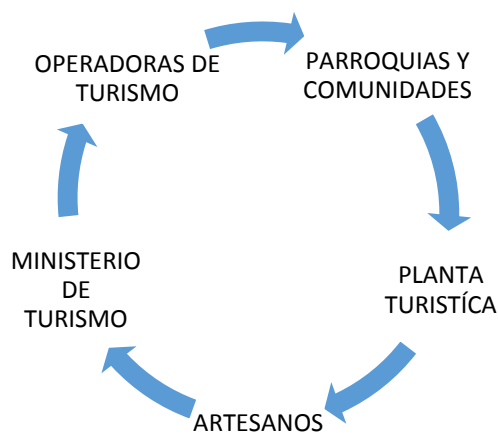 OPERADORAS DE
TURISMO
PARROQUIAS Y
COMUNIDADES
PLANTA
TURISTÍCA
ARTESANOS
MINISTERIO
DE
TURISMO